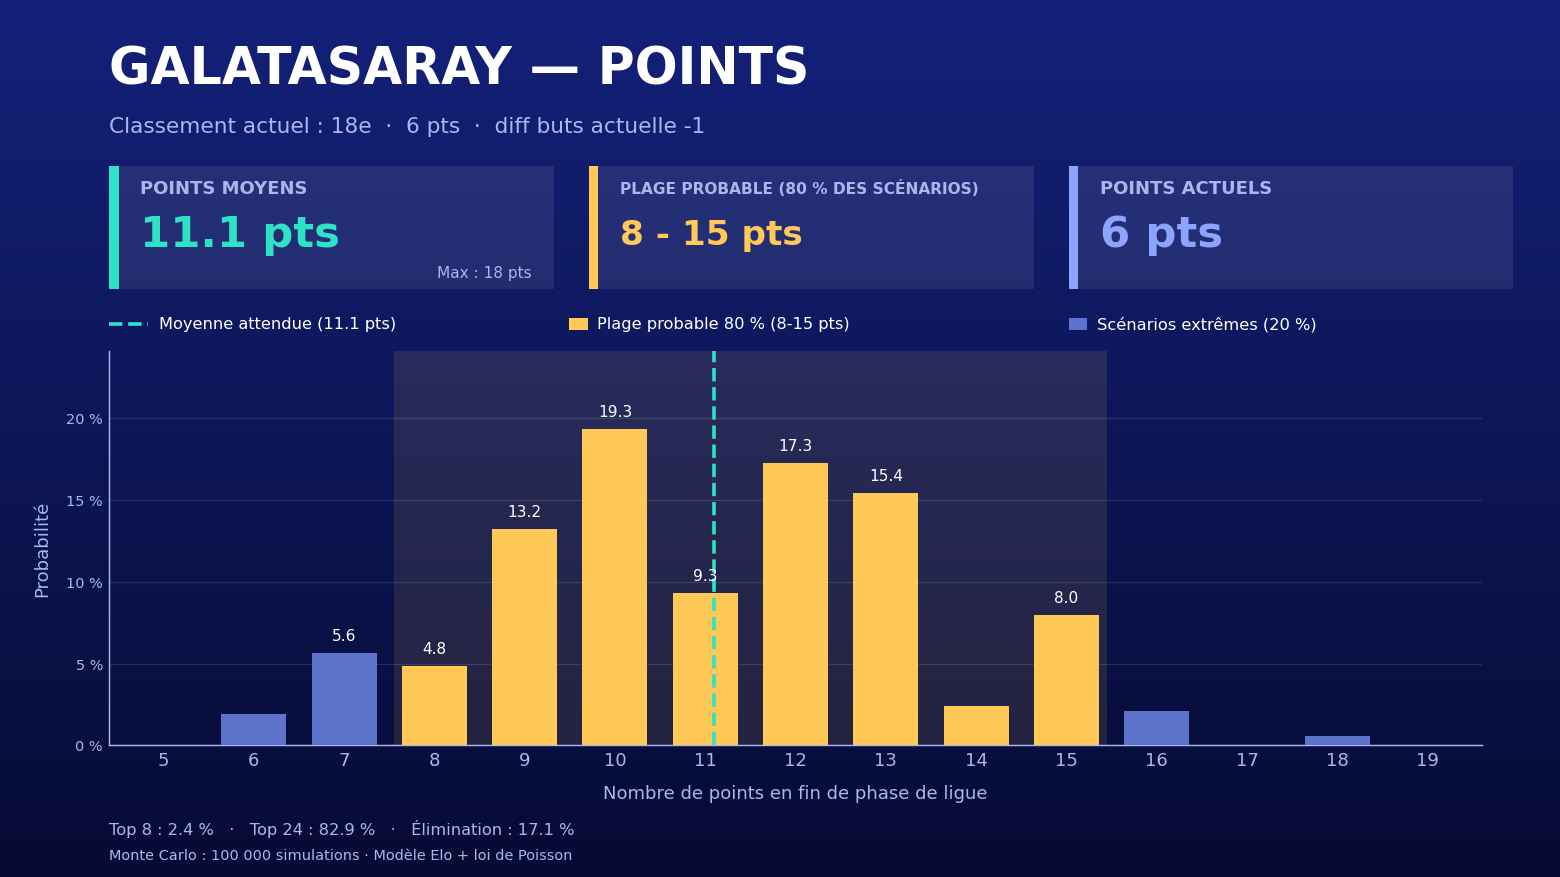 GALATASARAY — POINTS
Classement actuel : 18e · 6 pts · diff buts actuelle -1
POINTS MOYENS
11.1 pts
Max : 18 pts
PLAGE PROBABLE (80 % DES SCÉNARIOS)
8 - 15 pts
POINTS ACTUELS
6 pts
Moyenne attendue (11.1 pts)
Plage probable 80 % (8-15 pts)
Scénarios extrêmes (20 %)
Probabilité
20 %
15 %
10 %
5 %
0 %
5.6
4.8
13.2
19.3
9.3
17.3
15.4
8.0
5 6 7 8 9 10 11 12 13 14 15 16 17 18 19
Nombre de points en fin de phase de ligue
Top 8 : 2.4 % · Top 24 : 82.9 % · Élimination : 17.1 %
Monte Carlo : 100 000 simulations · Modèle Elo + loi de Poisson